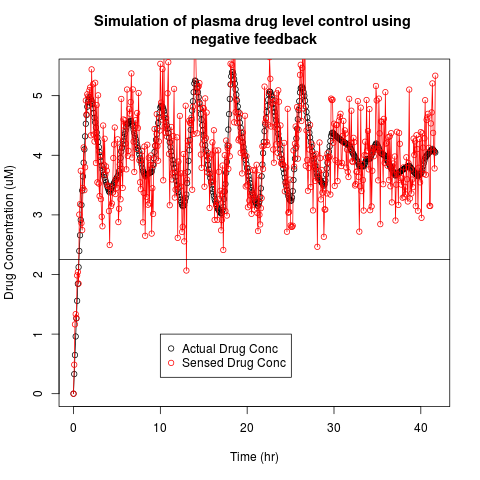 Simulation of plasma drug level control using
negative feedback
Drug Concentration (uM)
5
4
3
2
1
0
Actual Drug Conc
Sensed Drug Conc
0 10 20 30 40
Time (hr)